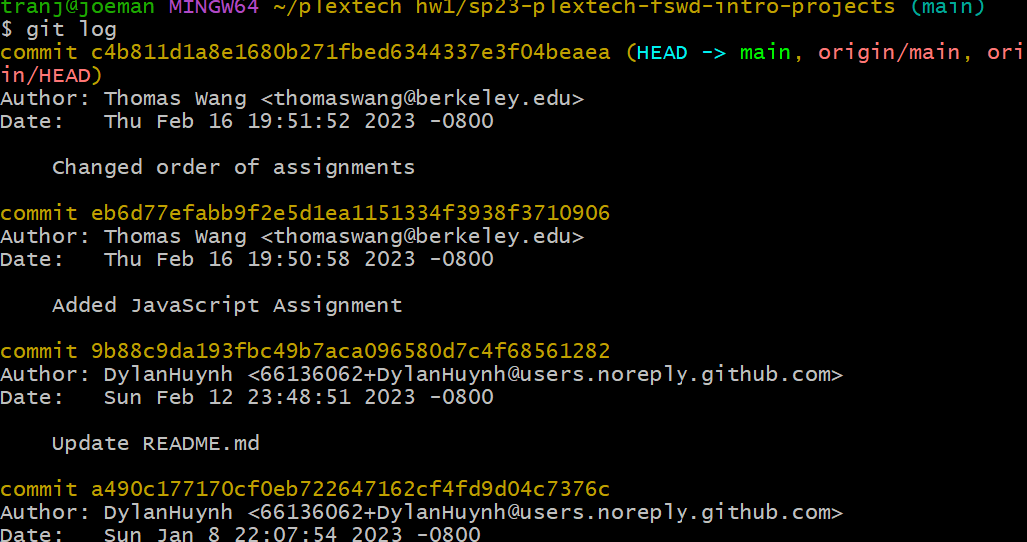 tranj@joeman MINGW64 ~/plextech hw1/sp23-plextech-fswd-intro-projects (main)
$ git log
commit c4b811d1a8e1680b271fbed6344337e3f04beaea (HEAD -> main, origin/main, ori
in/HEAD)
Author: Thomas Wang <thomaswang@berkeley.edu>
Date:   Thu Feb 16 19:51:52 2023 -0800
    Changed order of assignments
commit eb6d77efabb9f2e5d1ea1151334f3938f3710906
Author: Thomas Wang <thomaswang@berkeley.edu>
Date:   Thu Feb 16 19:50:58 2023 -0800
    Added JavaScript Assignment
commit 9b88c9da193fbc49b7aca096580d7c4f68561282
Author: DylanHuynh <66136062+DylanHuynh@users.noreply.github.com>
Date:   Sun Feb 12 23:48:51 2023 -0800
    Update README.md
commit a490c177170cf0eb722647162cf4fd9d04c7376c
Author: DylanHuynh <66136062+DylanHuynh@users.noreply.github.com>
Date:   Sun Jan 8 22:07:54 2023 -0800